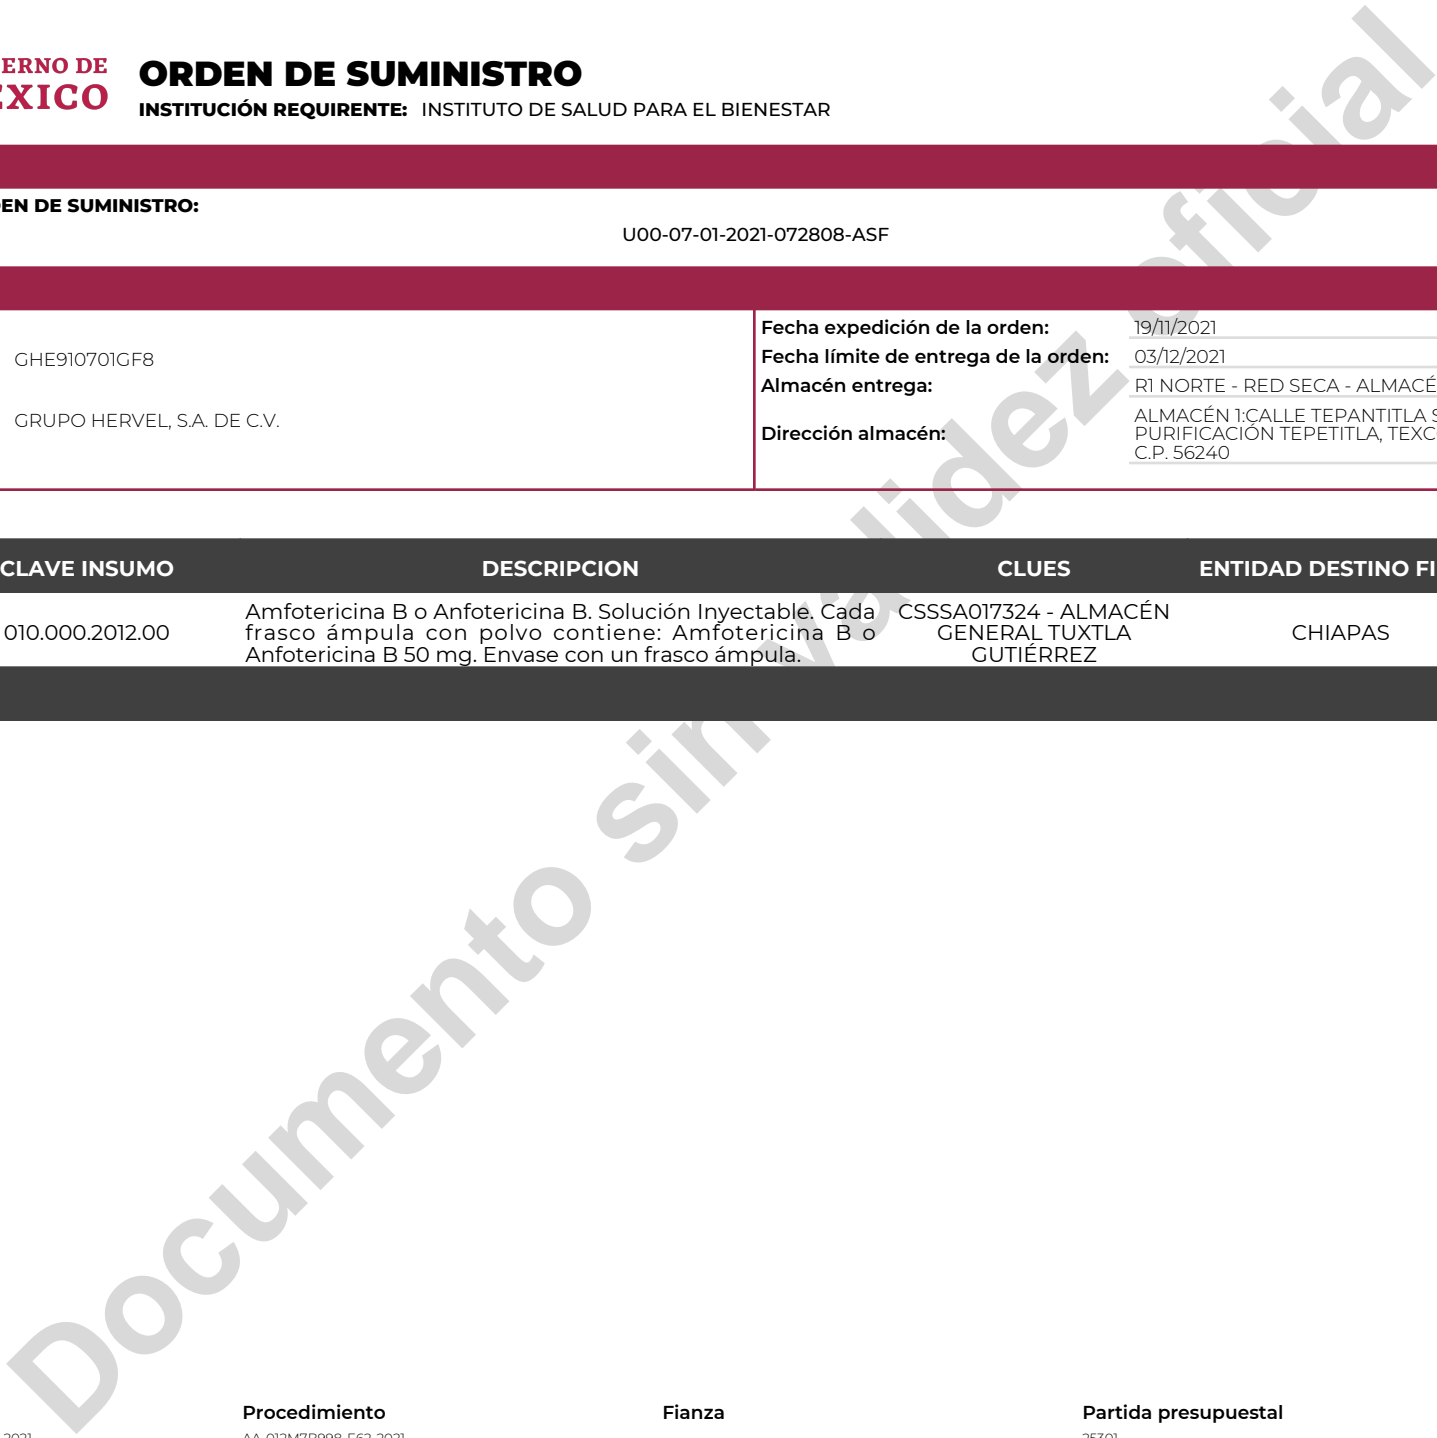 ERNO DE
EXICO
ORDEN DE SUMINISTRO
INSTITUCIÓN REQUIRENTE: INSTITUTO DE SALUD PARA EL BIENESTAR
EN DE SUMINISTRO:
U00-07-01-2021-072808-ASF
GHE910701GF8
GRUPO HERVEL, S.A. DE C.V.
Fecha expedición de la orden: 19/11/2021
Fecha límite de entrega de la orden: 03/12/2021
Almacén entrega: R1 NORTE - RED SECA - ALMACÉ
Dirección almacén: ALMACÉN 1:CALLE TEPANTITLA S
PURIFICACIÓN TEPETITLA, TEXC
C.P. 56240
CLAVE INSUMO DESCRIPCION CLUES ENTIDAD DESTINO FI
010.000.2012.00
Amfotericina B o Anfotericina B. Solución Inyectable. Cada
frasco ámpula con polvo contiene: Amfotericina B o
Anfotericina B 50 mg. Envase con un frasco ámpula.
CSSSA017324 - ALMACÉN
GENERAL TUXTLA
GUTIÉRREZ
CHIAPAS
Documento sin validez oficial
Procedimiento Fianza Partida presupuestal